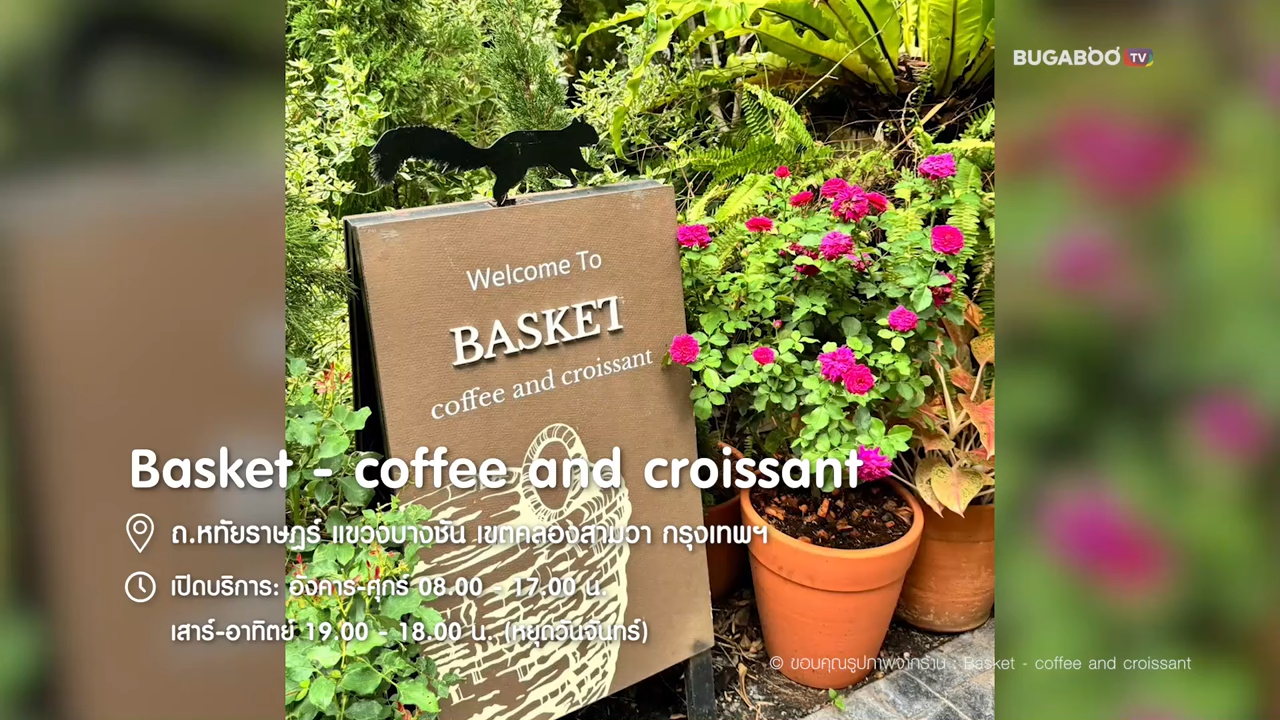 BUGABOO TV
Welcome To
BASKET
coffee and croissant
Basket - coffee and croissant
ถ.หทัยราษฎร์ แขวงบางชัน เขตคลองสามวา กรุงเทพฯ
เปิดบริการ: อังคาร-ศุกร์ 08.00 - 17.00 น.
เสาร์-อาทิตย์ 19.00 - 18.00 น. (หยุดวันจันทร์)
© ขอบคุณรูปภาพจากร้าน : Basket - coffee and croissant